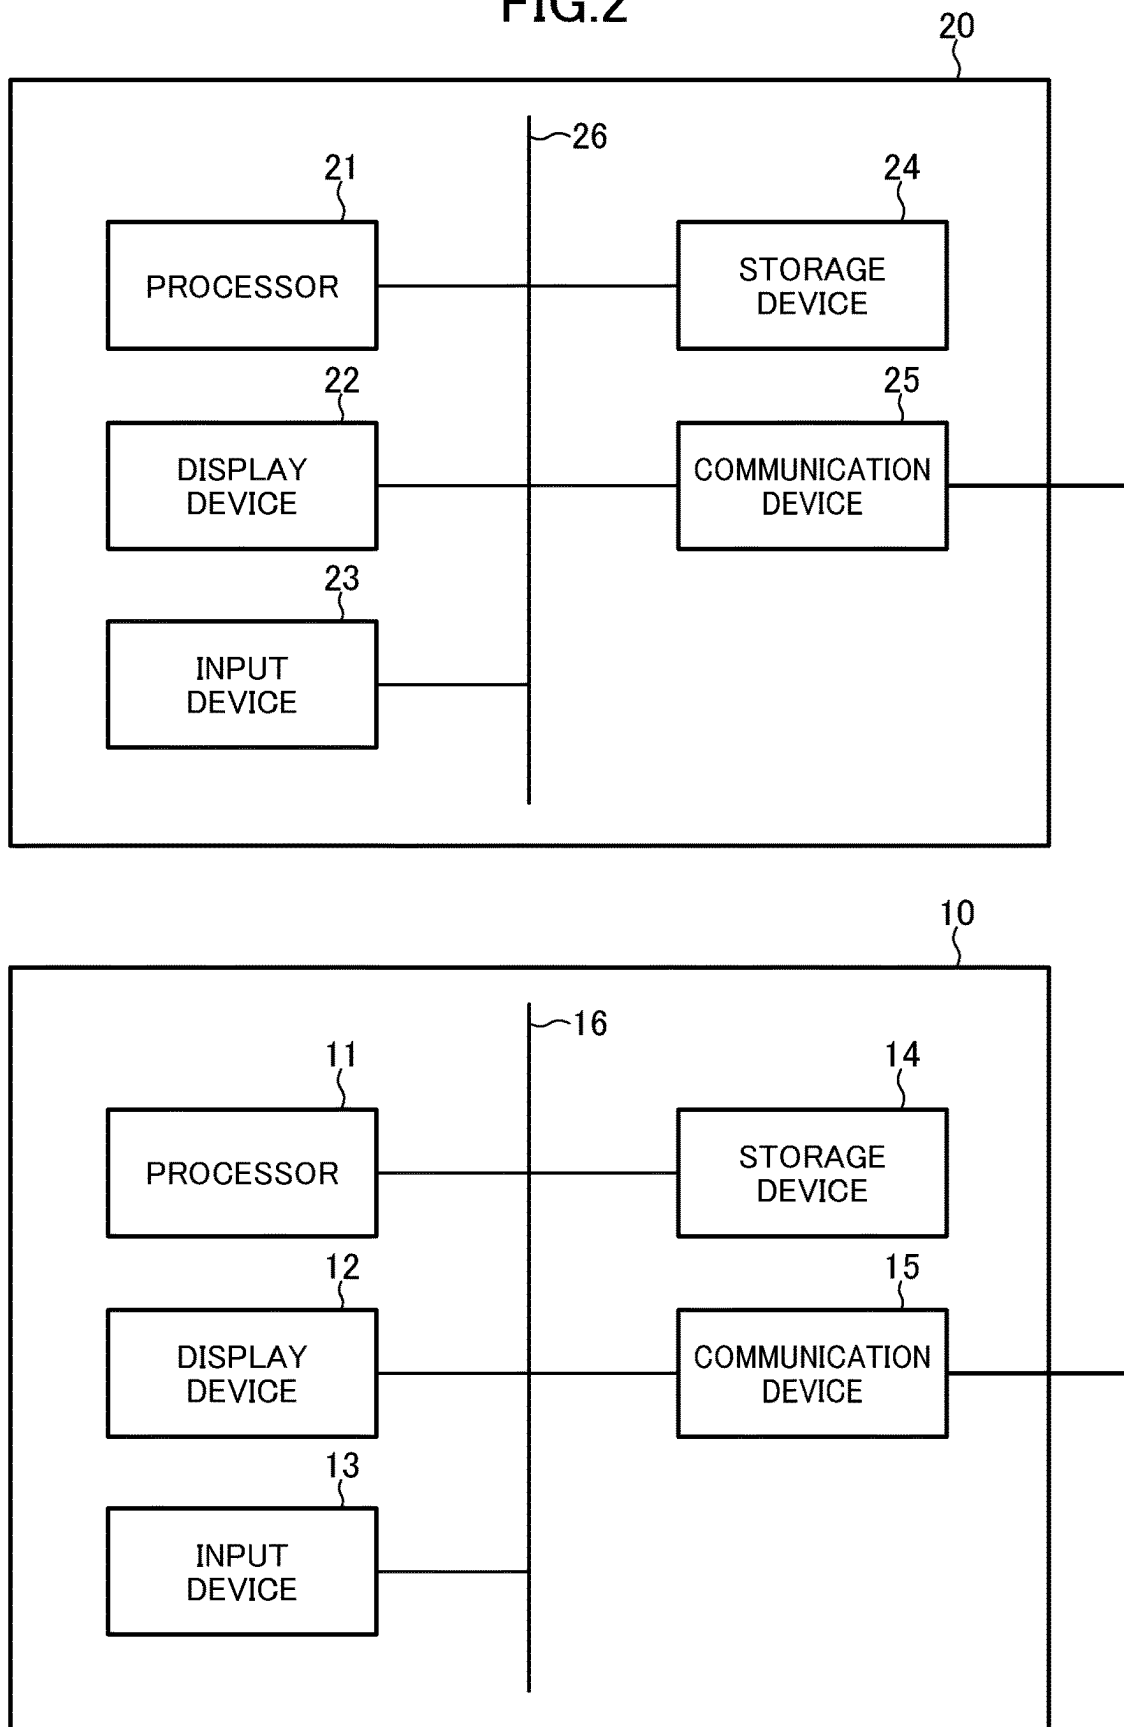 FIG.2
20
26
21
24
PROCESSOR
STORAGE
DEVICE
22
25
DISPLAY
DEVICE
COMMUNICATION
DEVICE
23
INPUT
DEVICE
10
16
11
14
PROCESSOR
STORAGE
DEVICE
12
15
DISPLAY
DEVICE
COMMUNICATION
DEVICE
13
INPUT
DEVICE